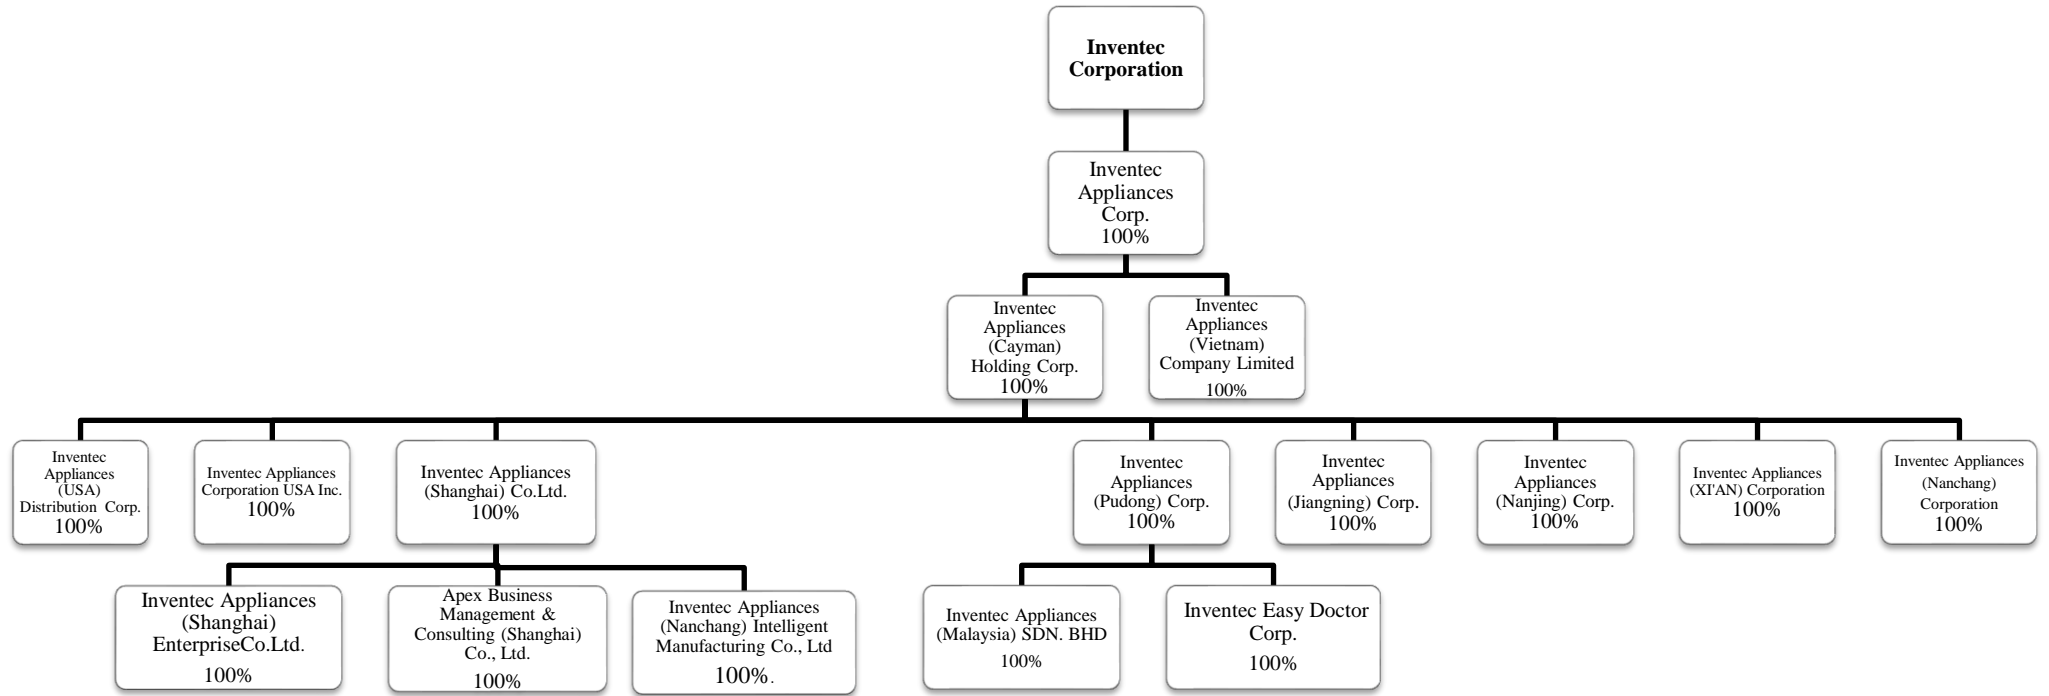 Inventec
Corporation
Inventec
Appliances
Corp.
100%
Inventec
Appliances
(Cayman)
Holding Corp.
100%
Inventec
Appliances
(Vietnam)
Company Limited
100%
Inventec
Appliances
(USA)
Distribution Corp.
100%
Inventec Appliances
Corporation USA Inc.
100%
Inventec Appliances
(Shanghai) Co.Ltd.
100%
Inventec
Appliances
(Pudong) Corp.
100%
Inventec
Appliances
(Jiangning) Corp.
100%
Inventec
Appliances
(Nanjing) Corp.
100%
Inventec Appliances
(XI'AN) Corporation
100%
Inventec Appliances
(Nanchang)
Corporation
100%
Inventec Appliances
(Shanghai)
EnterpriseCo.Ltd.
100%
Apex Business
Management &
Consulting (Shanghai)
Co., Ltd.
100%
Inventec Appliances
(Nanchang) Intelligent
Manufacturing Co., Ltd
100%.
Inventec Appliances
(Malaysia) SDN. BHD
100%
Inventec Easy Doctor
Corp.
100%